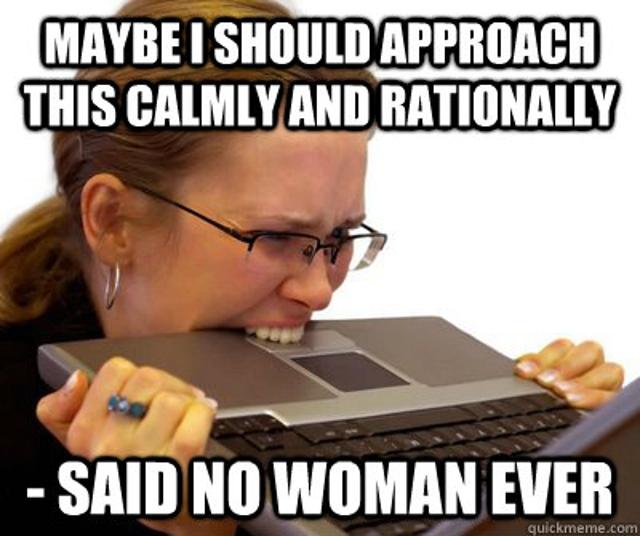 MAYBE I SHOULD APPROACH
THIS CALMLY AND RATIONALLY
- SAID NO WOMAN EVER
quickmeme.com